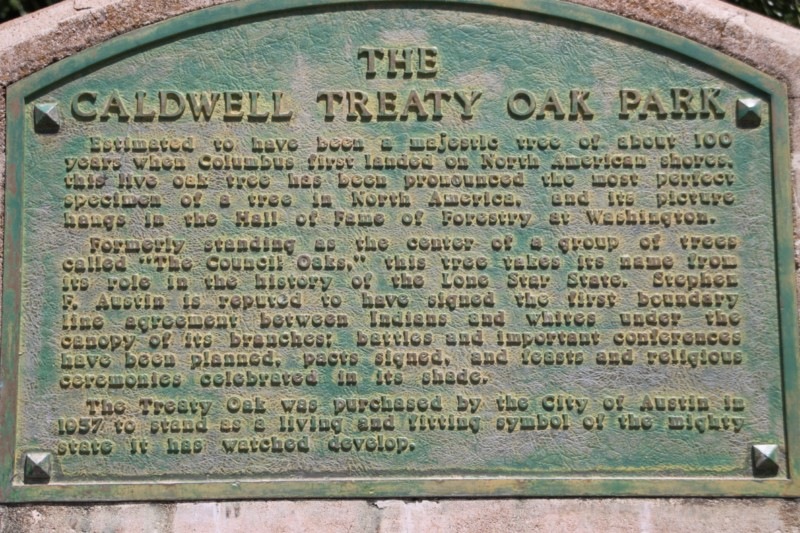 THE
CALDWELL TREATY OAK PARK
Estimated to have been a majestic tree of about 100
years when Columbus first landed on North American shores,
this live oak tree has been pronounced the most perfect
specimen of a tree in North America, and its picture
hangs in the Hall of Fame of Forestry at Washington.
Formerly standing as the center of a group of trees
called "The Council Oaks," this tree takes its name from
its role in the history of the Lone Star State. Stephen
F. Austin is reputed to have signed the first boundary
line agreement between Indians and whites under the
canopy of its branches; battles and important conferences
have been planned, pacts signed, and feasts and religious
ceremonies celebrated in its shade.
The Treaty Oak was purchased by the City of Austin in
1937 to stand as a living and fitting symbol of the mighty
state it has watched develop.